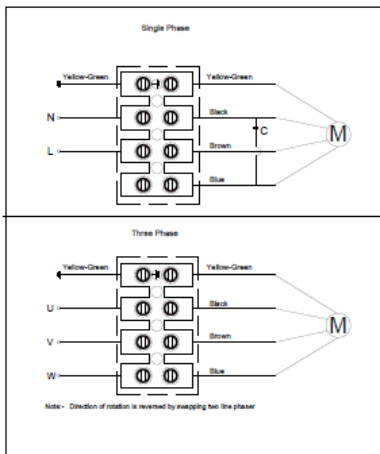 Single Phase
Yellow-Green Yellow-Green
N Black
C
M
L Brown
Blue
Three Phase
Yellow-Green Yellow-Green
U Black
M
V Brown
W Blue
Note:- Direction of rotation is reversed by swapping two line phaser